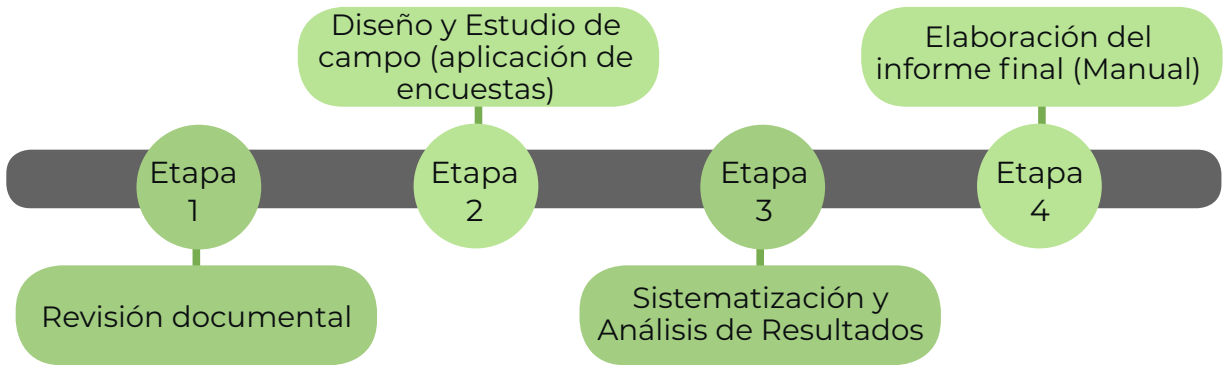 Etapa
1
Revisión documental
Diseño y Estudio de
campo (aplicación de
encuestas)
Etapa
2
Etapa
3
Sistematización y
Análisis de Resultados
Elaboración del
informe final (Manual)
Etapa
4